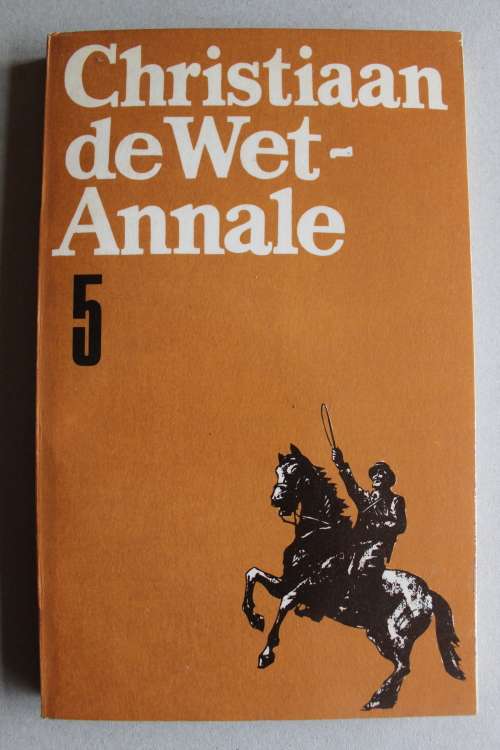 Christiaan
de Wet-
Annale
5